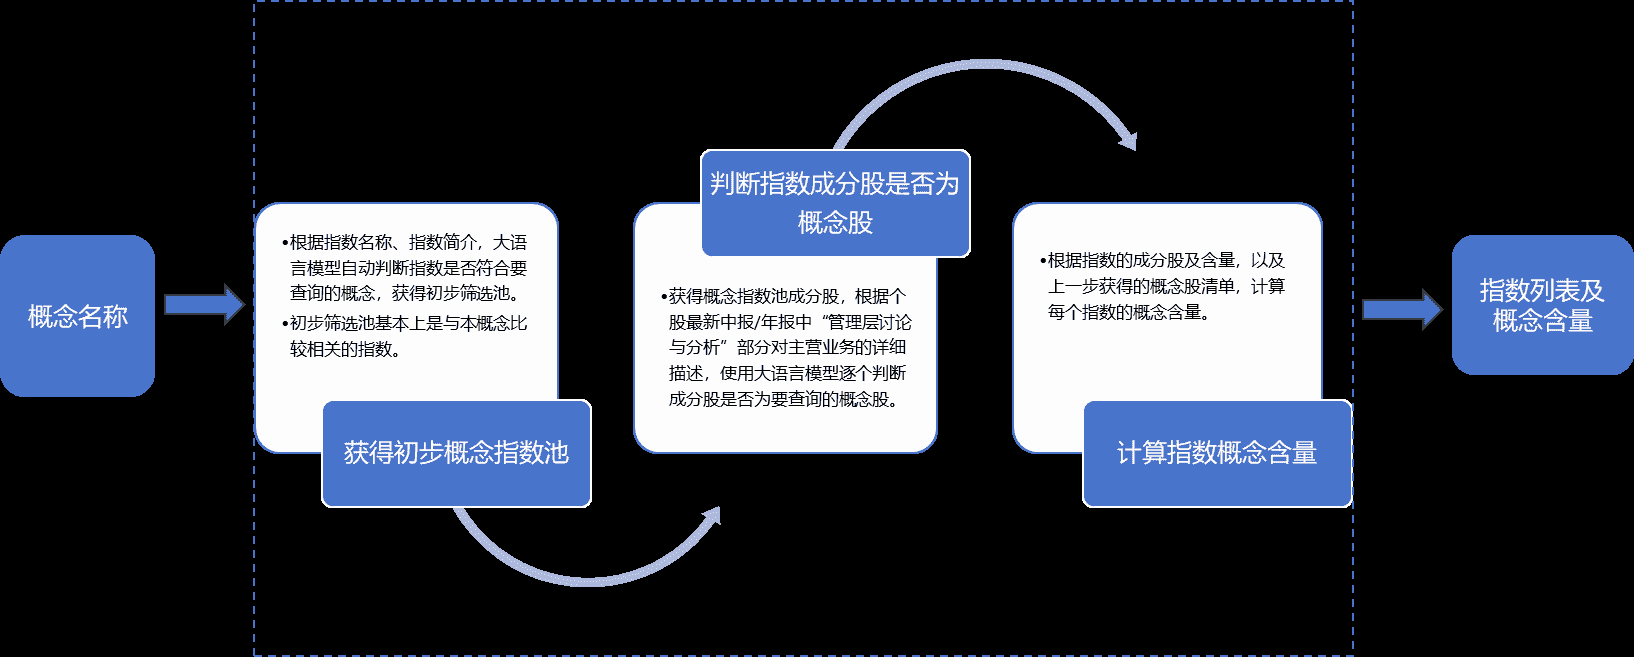 概念名称
•根据指数名称、指数简介，大语
言模型自动判断指数是否符合要
查询的概念，获得初步筛选池。
•初步筛选池基本上是与本概念比
较相关的指数。
获得初步概念指数池
判断指数成分股是否为
概念股
•获得概念指数池成分股，根据个
股最新中报/年报中“管理层讨论
与分析”部分对主营业务的详细
描述，使用大语言模型逐个判断
成分股是否为要查询的概念股。
•根据指数的成分股及含量，以及
上一步获得的概念股清单，计算
每个指数的概念含量。
计算指数概念含量
指数列表及
概念含量